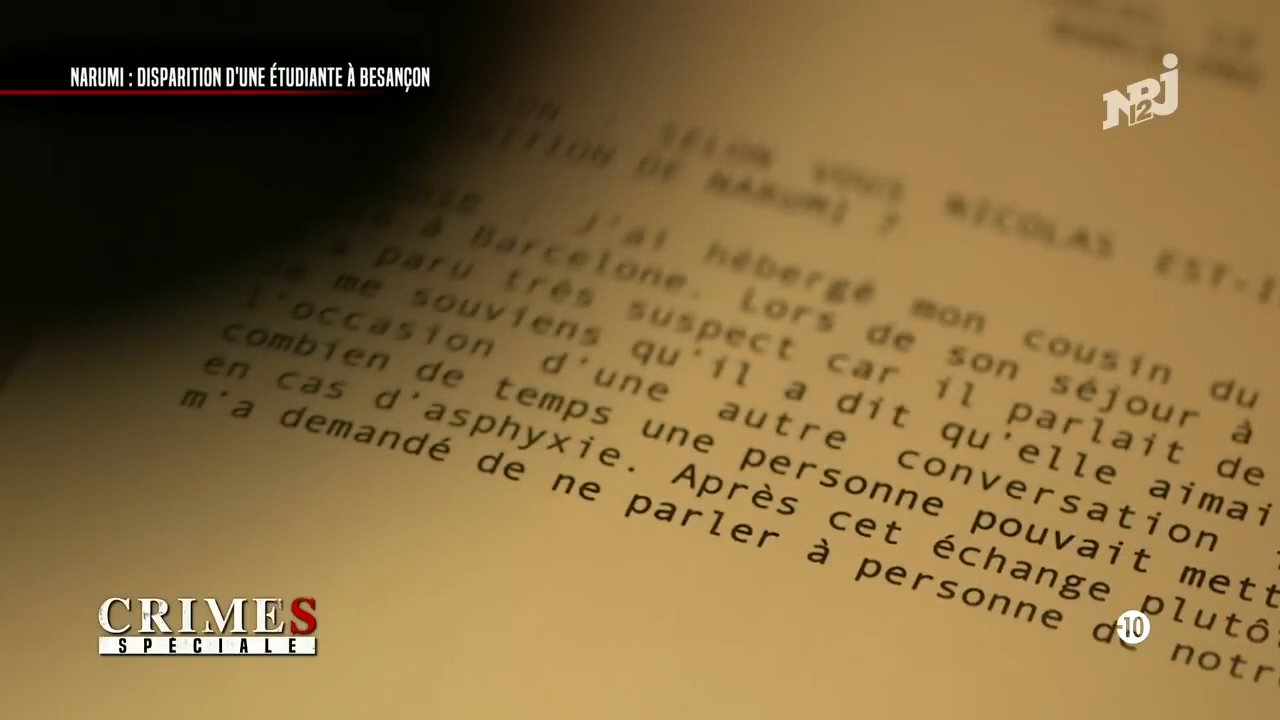 NARUMI : DISPARITION D'UNE ÉTUDIANTE À BESANÇON
NRJ
12
ON : SELON VOUS NICOLAS EST-I
ITION DE NARUMI ?
j'ai hébergé mon cousin du
à Barcelone. Lors de son séjour à
a paru très suspect car il parlait de
Je me souviens qu'il a dit qu'elle aimai
l'occasion d'une autre conversation
combien de temps une personne pouvait mett
en cas d'asphyxie. Après cet échange plutô
m'a demandé de ne parler à personne de notr
CRIMES
SPÉCIALE
-10